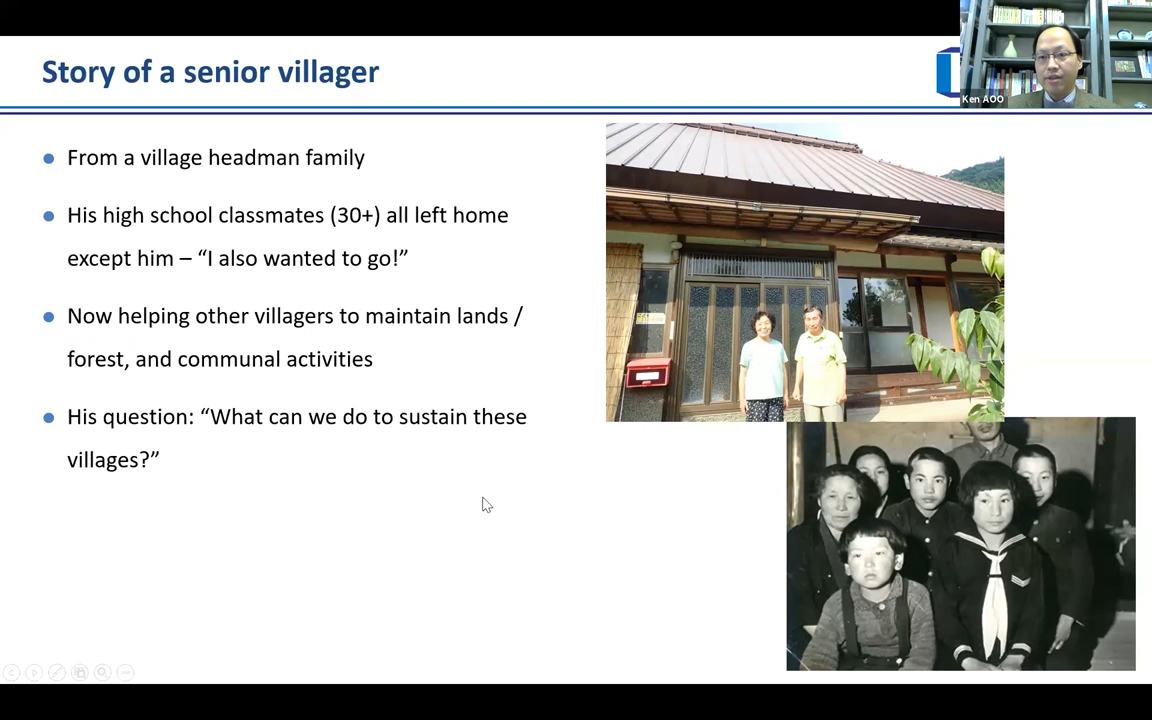 Story of a senior villager
Ken AOO
From a village headman family
His high school classmates (30+) all left home
except him – “I also wanted to go!”
Now helping other villagers to maintain lands /
forest, and communal activities
His question: “What can we do to sustain these
villages?”